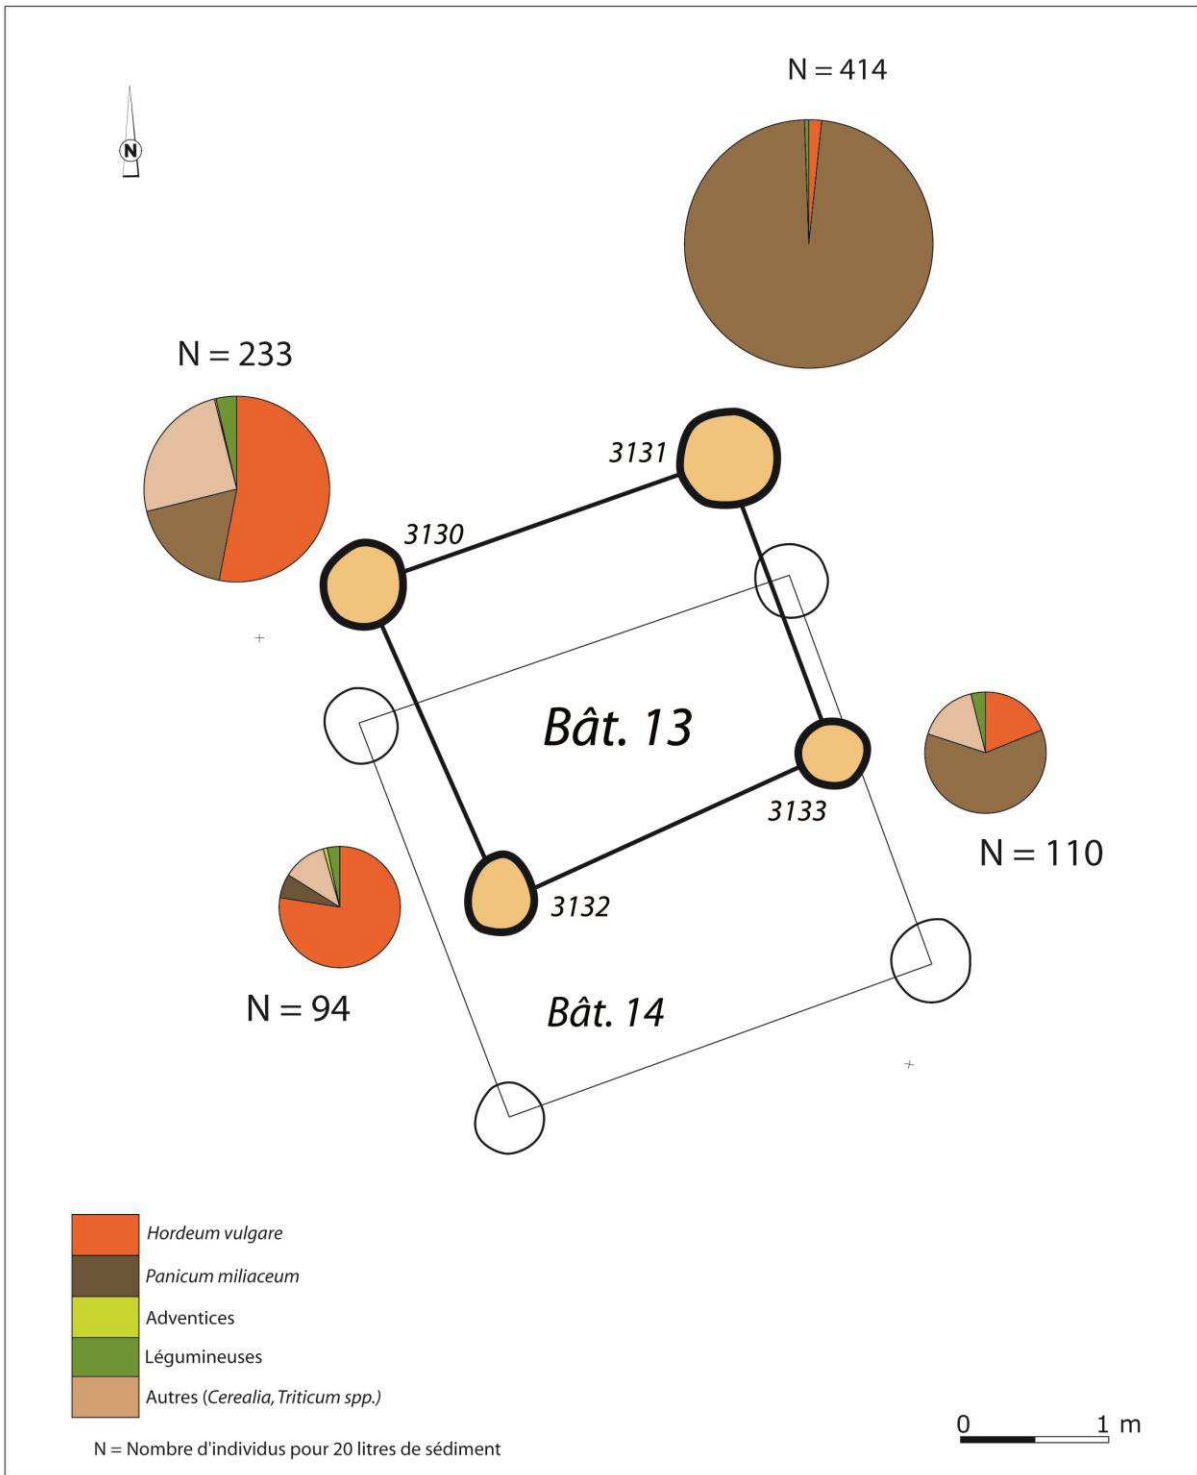 N = 414
N
N = 233
3131
3130
Bât. 13
3133
N = 110
3132
N = 94
Bât. 14
Hordeum vulgare
Panicum miliaceum
Adventices
Légumineuses
Autres (Cerealia, Triticum spp.)
0 1 m
N = Nombre d'individus pour 20 litres de sédiment